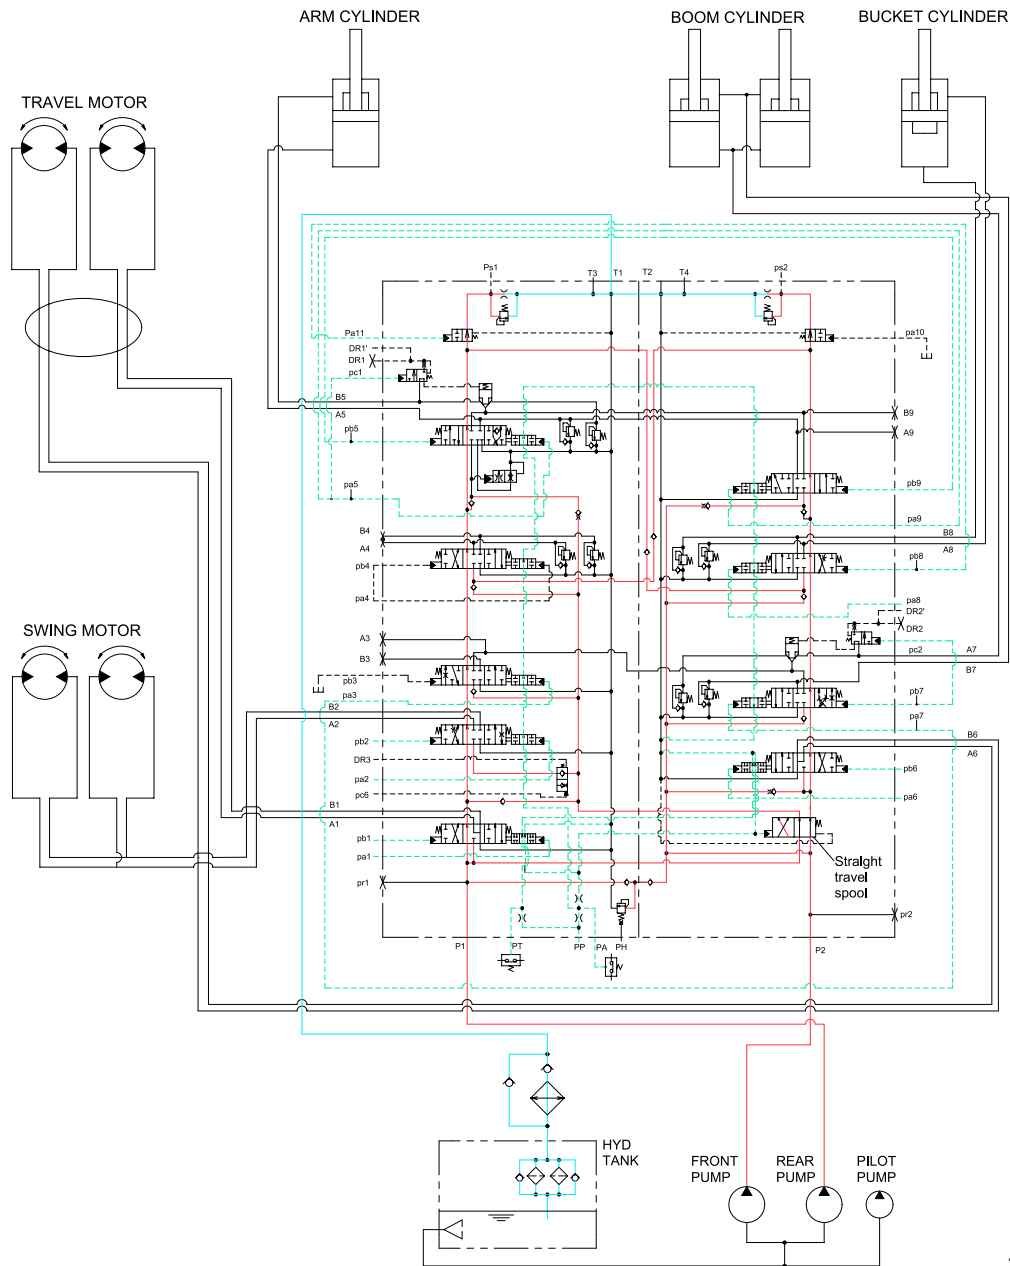 ARM CYLINDER
BOOM CYLINDER
BUCKET CYLINDER
TRAVEL MOTOR
Ps1
T3
T1
T2
T4
ps2
Pa11
pa10
DR1'
DR1
pc1
B5
A5
B9
A9
pb5
pb9
pa5
pa9
B4
A4
B8
A8
pb4
pb8
pa4
pa8
DR2'
DR2
SWING MOTOR
A3
B3
pc2
A7
B7
pb3
pa3
pb7
pa7
B2
A2
B6
A6
pb2
DR3
pa2
pc6
pb6
pa6
B1
A1
pb1
pa1
Straight
travel
spool
pr1
pr2
P1
PT
PP
PA
PH
P2
HYD
TANK
FRONT
PUMP
REAR
PUMP
PILOT
PUMP